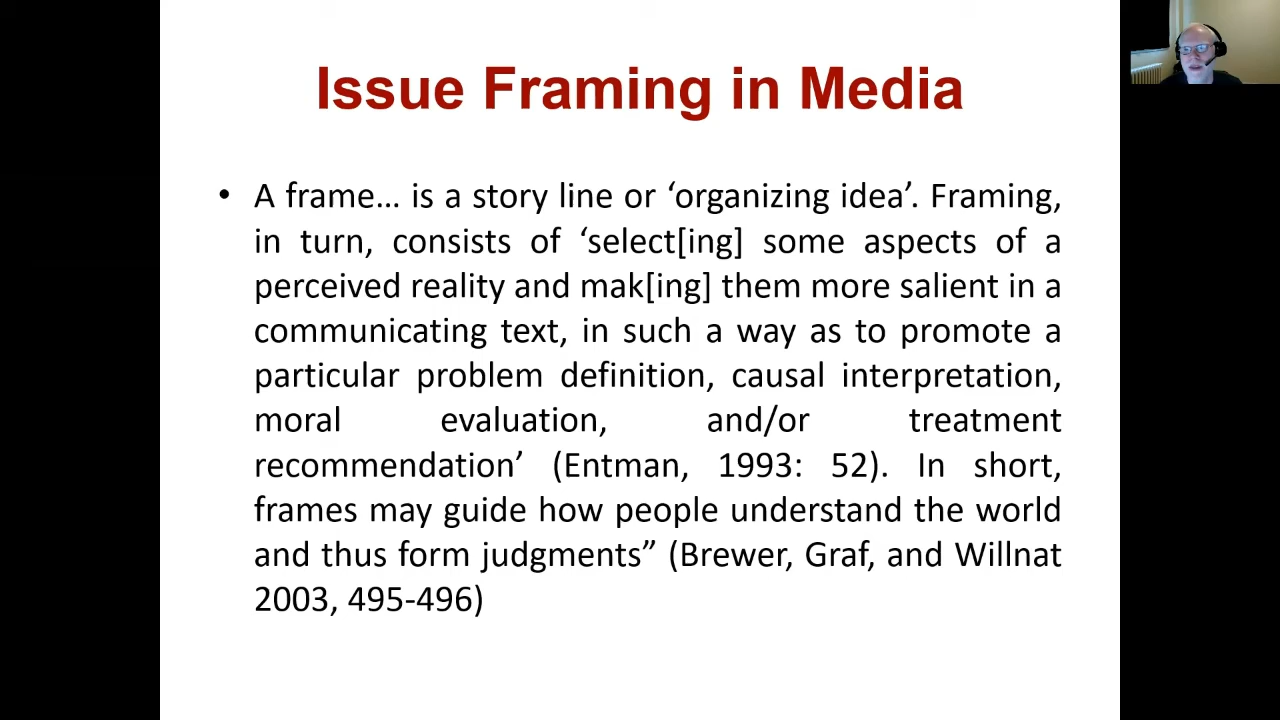 Issue Framing in Media
• A frame… is a story line or ‘organizing idea’. Framing,
in turn, consists of ‘select[ing] some aspects of a
perceived reality and mak[ing] them more salient in a
communicating text, in such a way as to promote a
particular problem definition, causal interpretation,
moral evaluation, and/or treatment
recommendation’ (Entman, 1993: 52). In short,
frames may guide how people understand the world
and thus form judgments” (Brewer, Graf, and Willnat
2003, 495-496)